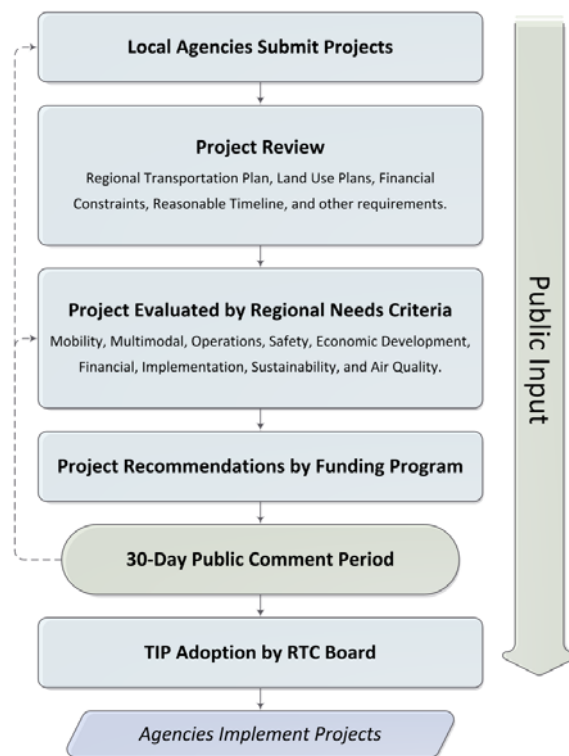 Local Agencies Submit Projects
Project Review
Regional Transportation Plan, Land Use Plans, Financial
Constraints, Reasonable Timeline, and other requirements.
Project Evaluated by Regional Needs Criteria
Mobility, Multimodal, Operations, Safety, Economic Development,
Financial, Implementation, Sustainability, and Air Quality.
Project Recommendations by Funding Program
30-Day Public Comment Period
TIP Adoption by RTC Board
Agencies Implement Projects
Public Input